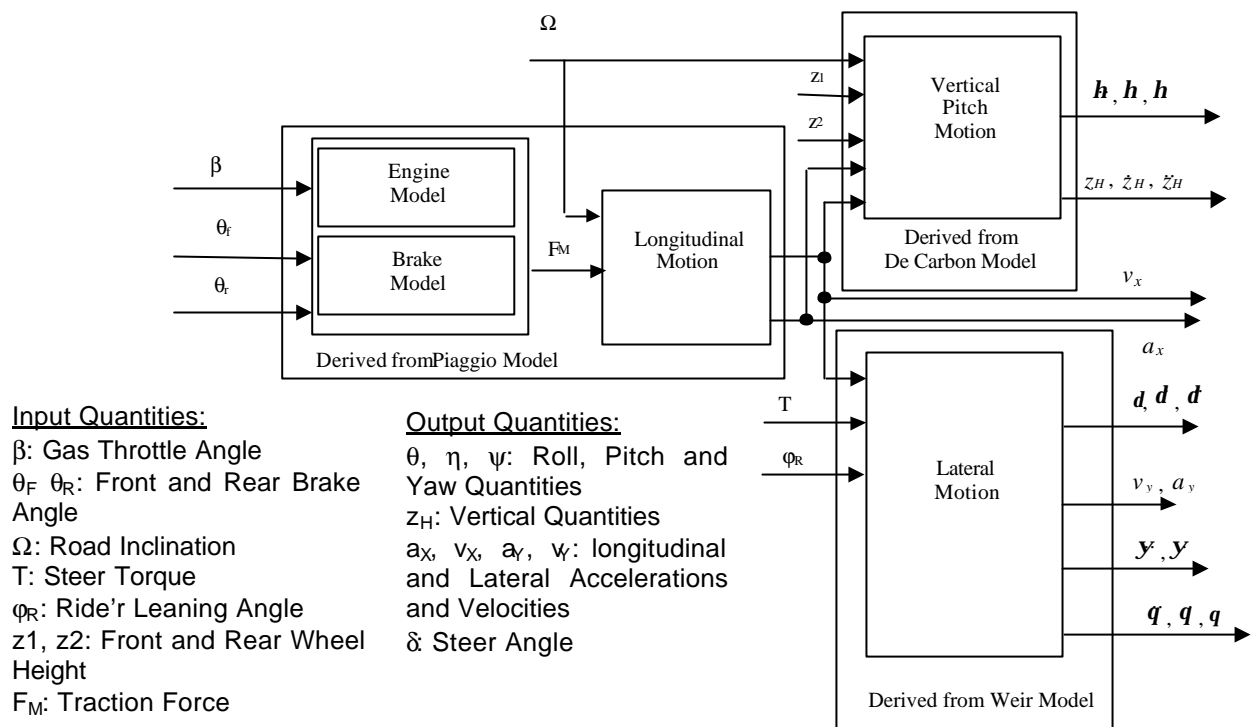 Ω
z1
z2
Vertical
Pitch
Motion
h, h, h
zH, żH, z̈H
Derived from
De Carbon Model
β
θf
θr
Engine
Model
Brake
Model
FM
Longitudinal
Motion
Derived fromPiaggio Model
vx
ax
T
φR
Lateral
Motion
d, d, d
vy, ay
y, y
q, q, q
Derived from Weir Model
Input Quantities:
β: Gas Throttle Angle
θF θR: Front and Rear Brake
Angle
Ω: Road Inclination
T: Steer Torque
φR: Ride'r Leaning Angle
z1, z2: Front and Rear Wheel
Height
FM: Traction Force
Output Quantities:
θ, η, ψ: Roll, Pitch and
Yaw Quantities
zH: Vertical Quantities
aX, vX, aY, vY: longitudinal
and Lateral Accelerations
and Velocities
δ: Steer Angle